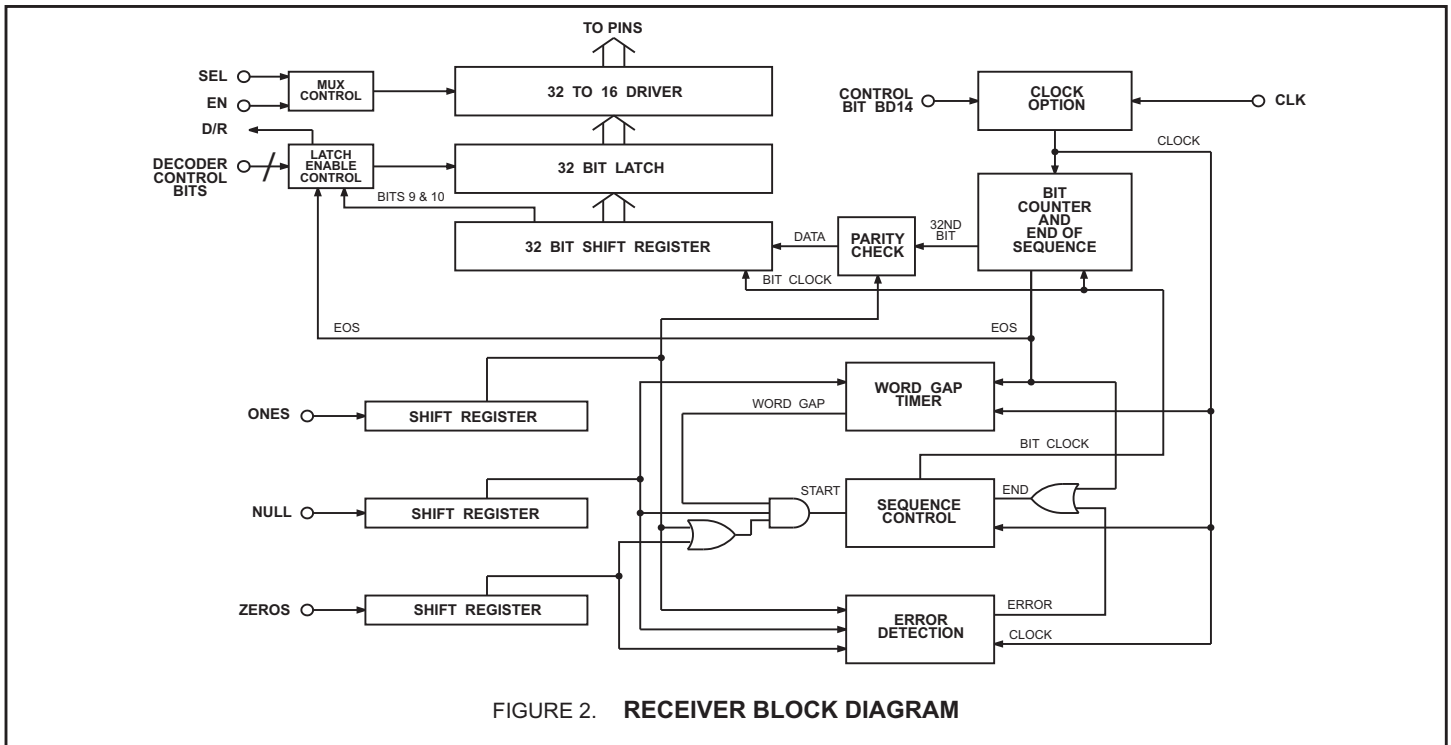 TO PINS
SEL
EN
D/R
DECODER
CONTROL
BITS
MUX
CONTROL
LATCH
ENABLE
CONTROL
32 TO 16 DRIVER
32 BIT LATCH
BITS 9 & 10
32 BIT SHIFT REGISTER
DATA
PARITY
CHECK
32ND
BIT
CONTROL
BIT BD14
CLOCK
OPTION
CLK
CLOCK
BIT
COUNTER
AND
END OF
SEQUENCE
BIT CLOCK
EOS
EOS
ONES
SHIFT REGISTER
WORD GAP
WORD GAP
TIMER
BIT CLOCK
NULL
SHIFT REGISTER
START
SEQUENCE
CONTROL
END
ZEROS
SHIFT REGISTER
ERROR
DETECTION
ERROR
CLOCK
FIGURE 2. RECEIVER BLOCK DIAGRAM